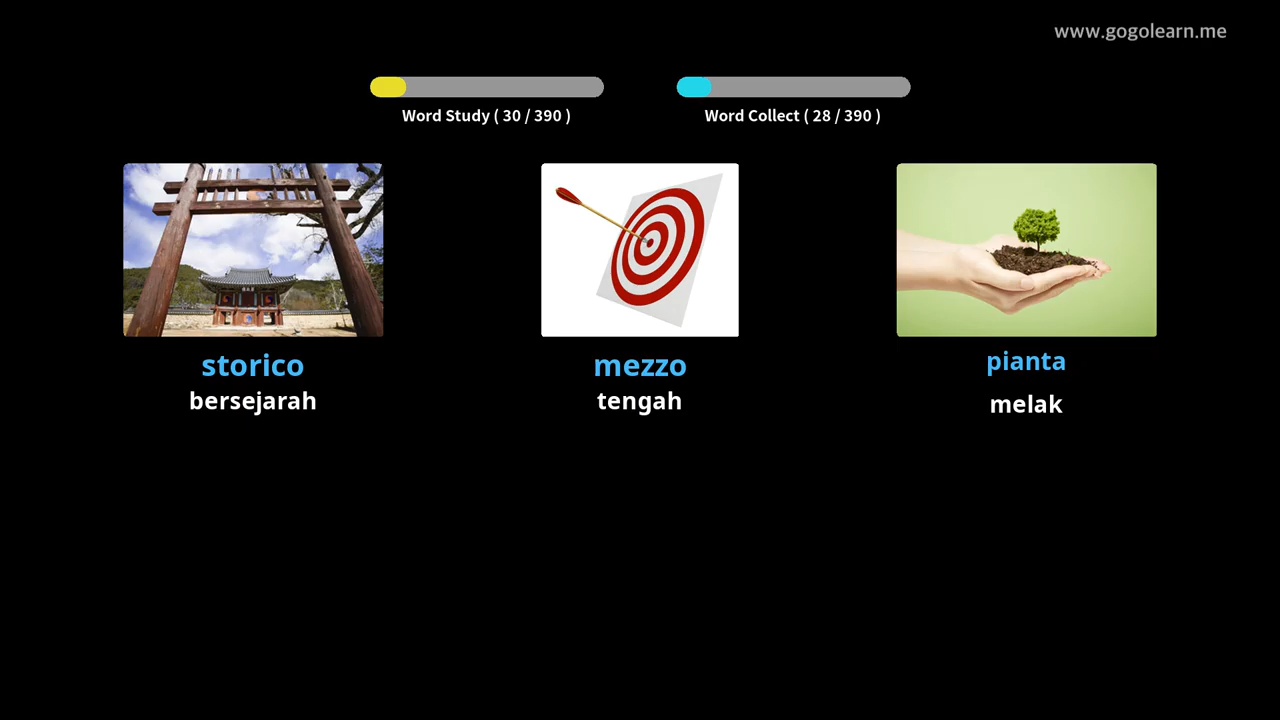 www.gogolearn.me
Word Study ( 30 / 390 )
Word Collect ( 28 / 390 )
storico
bersejarah
mezzo
tengah
pianta
melak